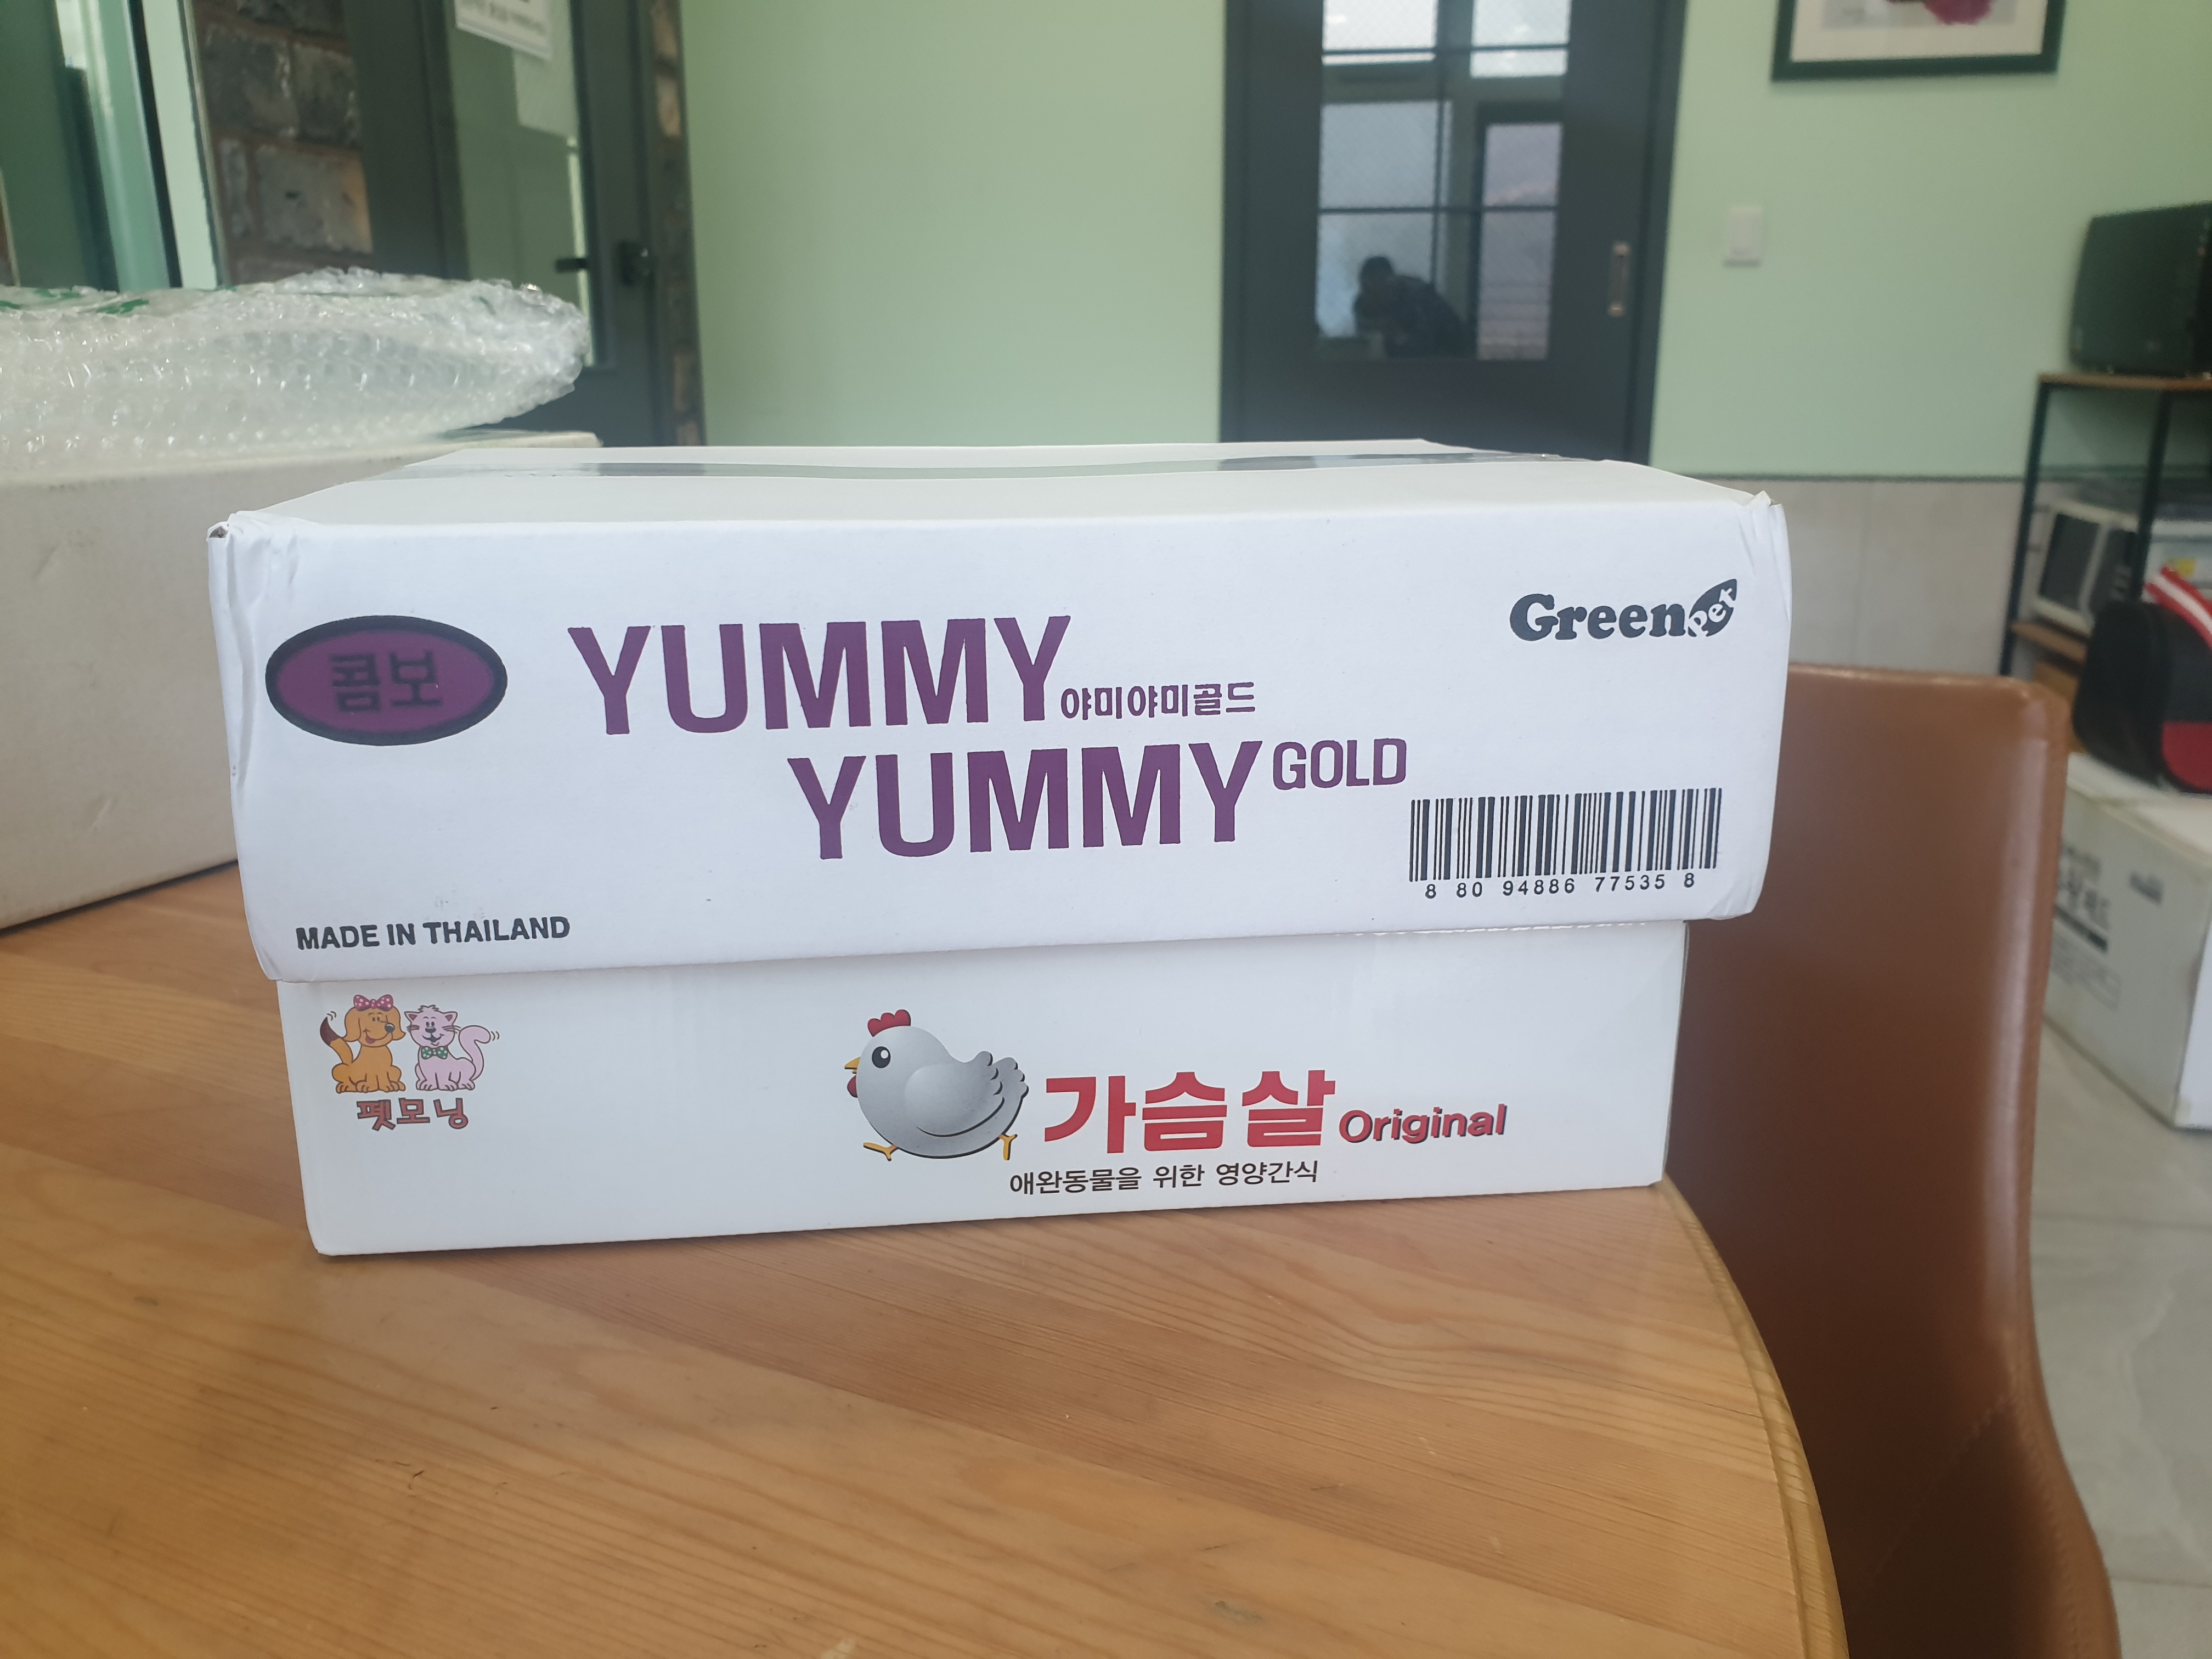 콤보
YUMMY
야미야미골드
YUMMY GOLD
Green Pet
8 80 94886 77535 8
MADE IN THAILAND
펫모닝
가슴살 Original
애완동물을 위한 영양간식